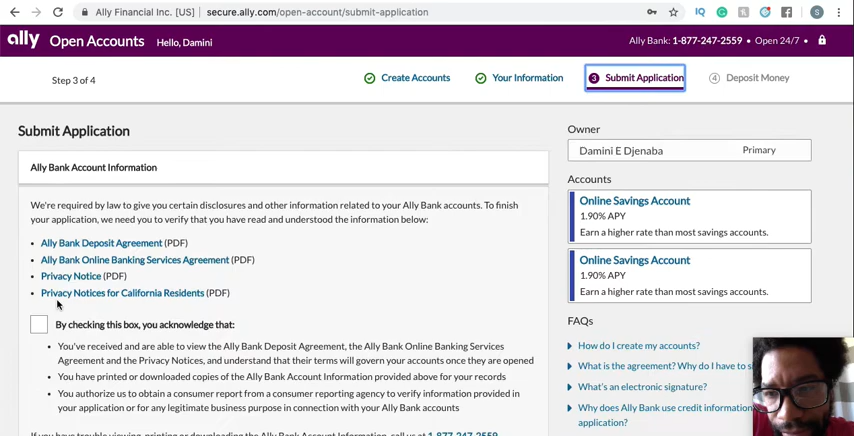 Ally Financial Inc. [US] | secure.ally.com/open-account/submit-application
ally Open Accounts Hello, Damini
Ally Bank: 1-877-247-2559 • Open 24/7 •
Step 3 of 4
Create Accounts
Your Information
3 Submit Application
4 Deposit Money
Submit Application
Ally Bank Account Information
We're required by law to give you certain disclosures and other information related to your Ally Bank accounts. To finish
your application, we need you to verify that you have read and understood the information below:
• Ally Bank Deposit Agreement (PDF)
• Ally Bank Online Banking Services Agreement (PDF)
• Privacy Notice (PDF)
• Privacy Notices for California Residents (PDF)
By checking this box, you acknowledge that:
• You've received and are able to view the Ally Bank Deposit Agreement, the Ally Bank Online Banking Services
Agreement and the Privacy Notices, and understand that their terms will govern your accounts once they are opened
• You have printed or downloaded copies of the Ally Bank Account Information provided above for your records
• You authorize us to obtain a consumer report from a consumer reporting agency to verify information provided in
your application or for any legitimate business purpose in connection with your Ally Bank accounts
If you have trouble viewing, printing or downloading the Ally Bank Account Information, call us at 1-877-247-2559
Owner
Damini E Djenaba Primary
Accounts
Online Savings Account
1.90% APY
Earn a higher rate than most savings accounts.
Online Savings Account
1.90% APY
Earn a higher rate than most savings accounts.
FAQs
How do I create my accounts?
What is the agreement? Why do I have to
What's an electronic signature?
Why does Ally Bank use credit information
application?